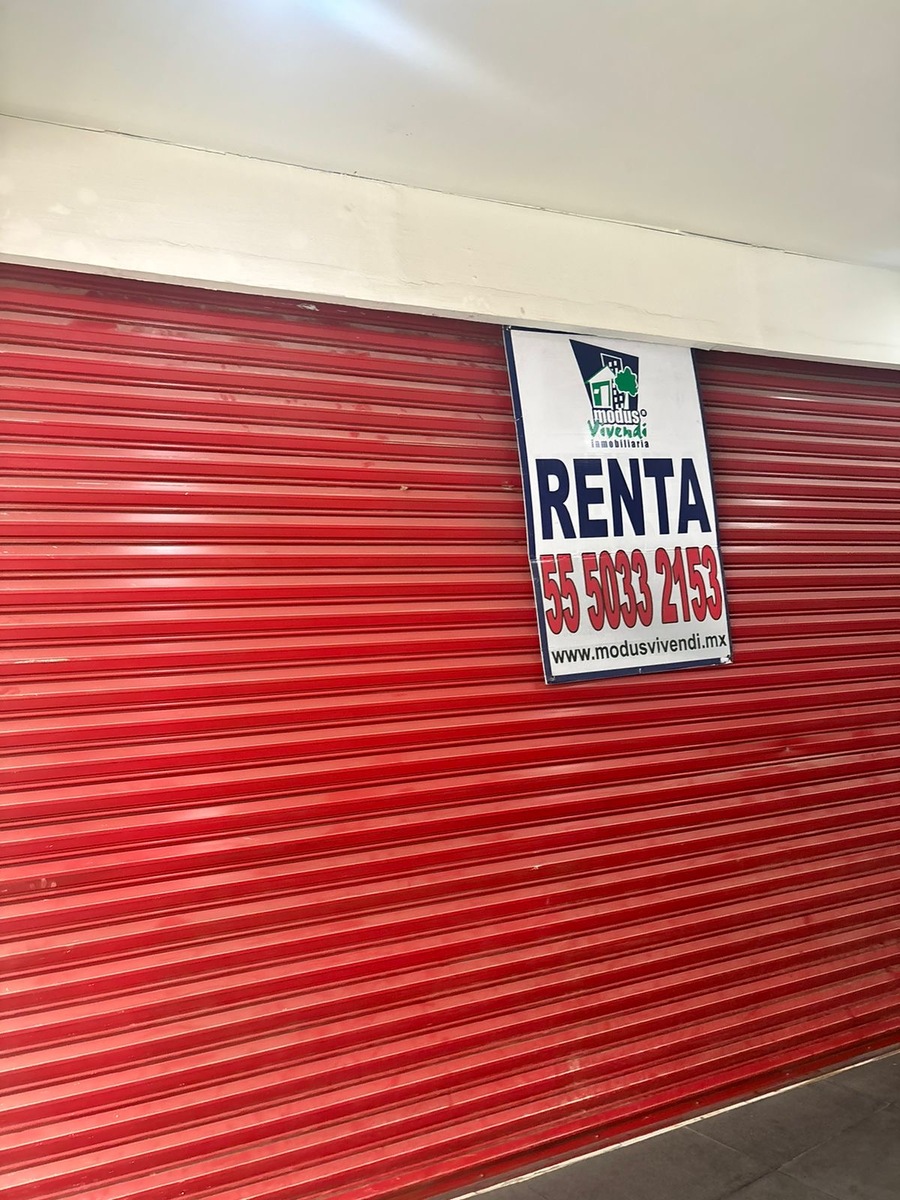 modus
Vivendi
inmobiliaria
RENTA
55 5033 2153
www.modusvivendi.mx